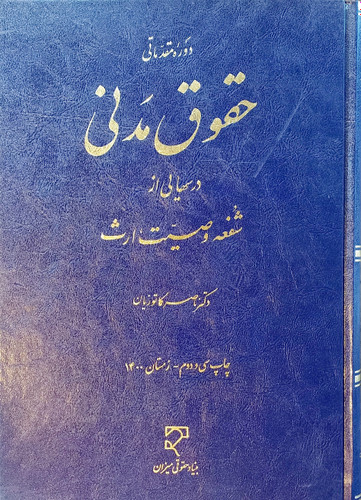 دورهٔ مقدماتی
حقوق مدنی
درسهایی از
شفعه وصیت ارث
دکتر ناصر کاتوزیان
چاپ سی و دوم - زمستان ۱۴۰۰
بنیاد حقوقی میزان